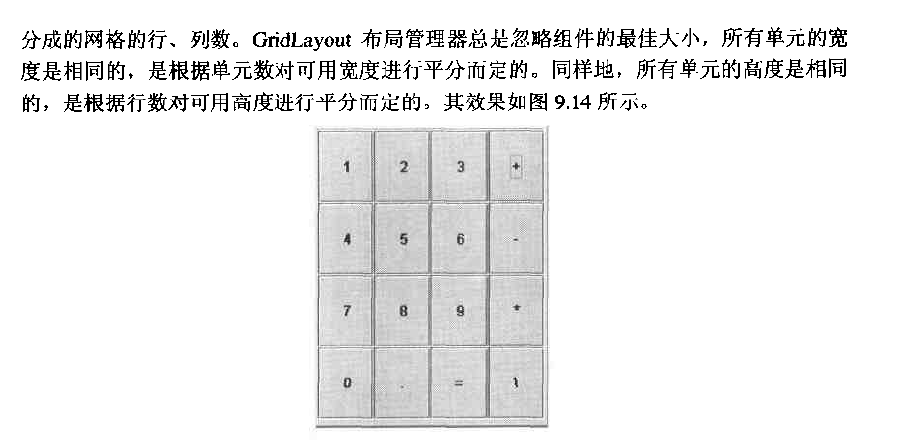 分成的网格的行、列数。GridLayout 布局管理器总是忽略组件的最佳大小，所有单元的宽
度是相同的，是根据单元数对可用宽度进行平分而定的。同样地，所有单元的高度是相同
的，是根据行数对可用高度进行平分而定的。其效果如图 9.14 所示。
1 2 3 +
4 5 6 -
7 8 9 *
0 . = \